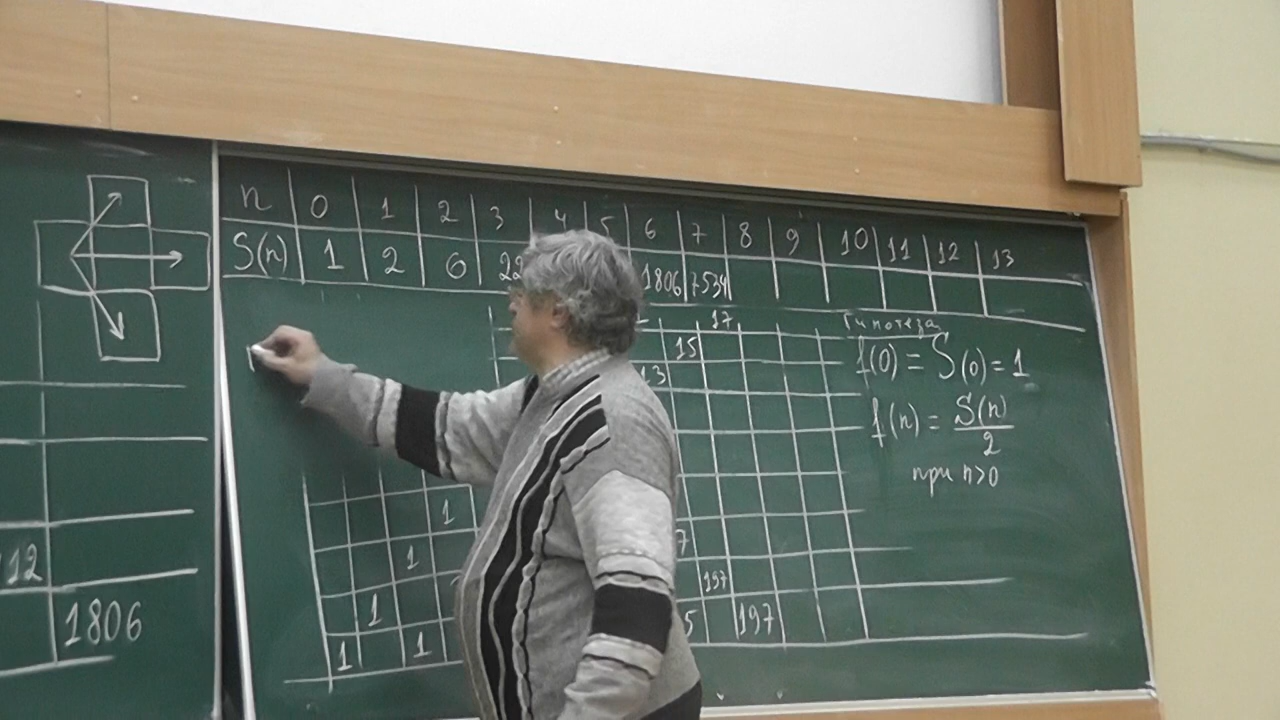 n 0 1 2 3 4 5 6 7 8 9 10 11 12 13
S(n) 1 2 6 22 1806 7534
17
15
13
Гипотеза
f(0) = S(0) = 1
f(n) = S(n)/2
при n>0
1
1
7
1
197
1 1 5 197
12
1806